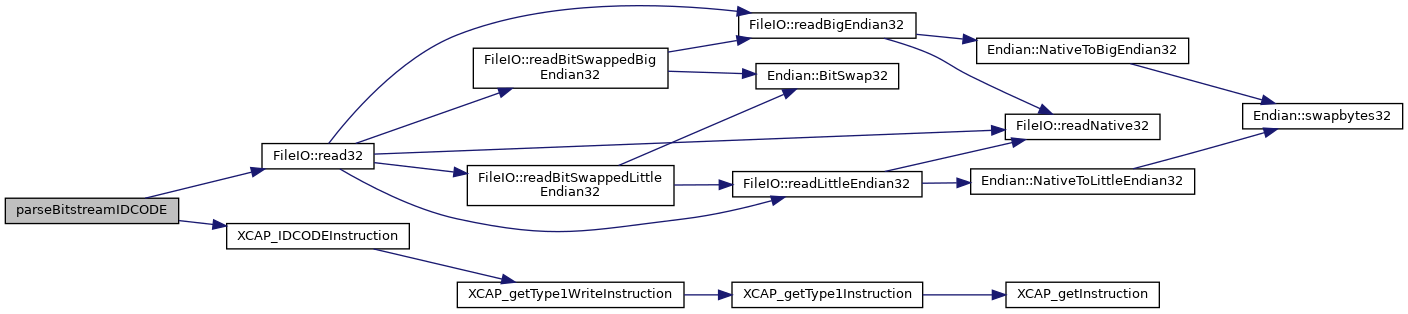 parseBitstreamIDCODE
FileIO::read32
XCAP_IDCODEInstruction
FileIO::readBitSwappedBig
Endian32
FileIO::readBitSwappedLittle
Endian32
XCAP_getType1WriteInstruction
FileIO::readBigEndian32
Endian::BitSwap32
FileIO::readLittleEndian32
XCAP_getType1Instruction
Endian::NativeToBigEndian32
FileIO::readNative32
Endian::NativeToLittleEndian32
XCAP_getInstruction
Endian::swapbytes32